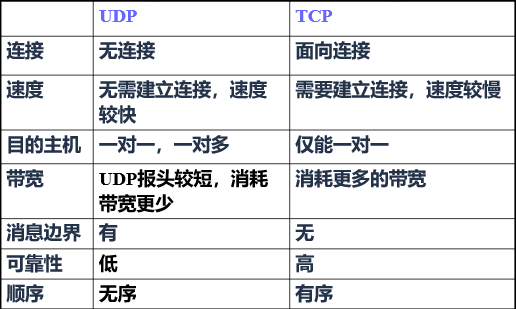 UDP TCP
连接 无连接 面向连接
速度 无需建立连接，速度 需要建立连接，速度较慢
较快
目的主机 一对一，一对多 仅能一对一
带宽 UDP报头较短，消耗 消耗更多的带宽
带宽更少
消息边界 有 无
可靠性 低 高
顺序 无序 有序